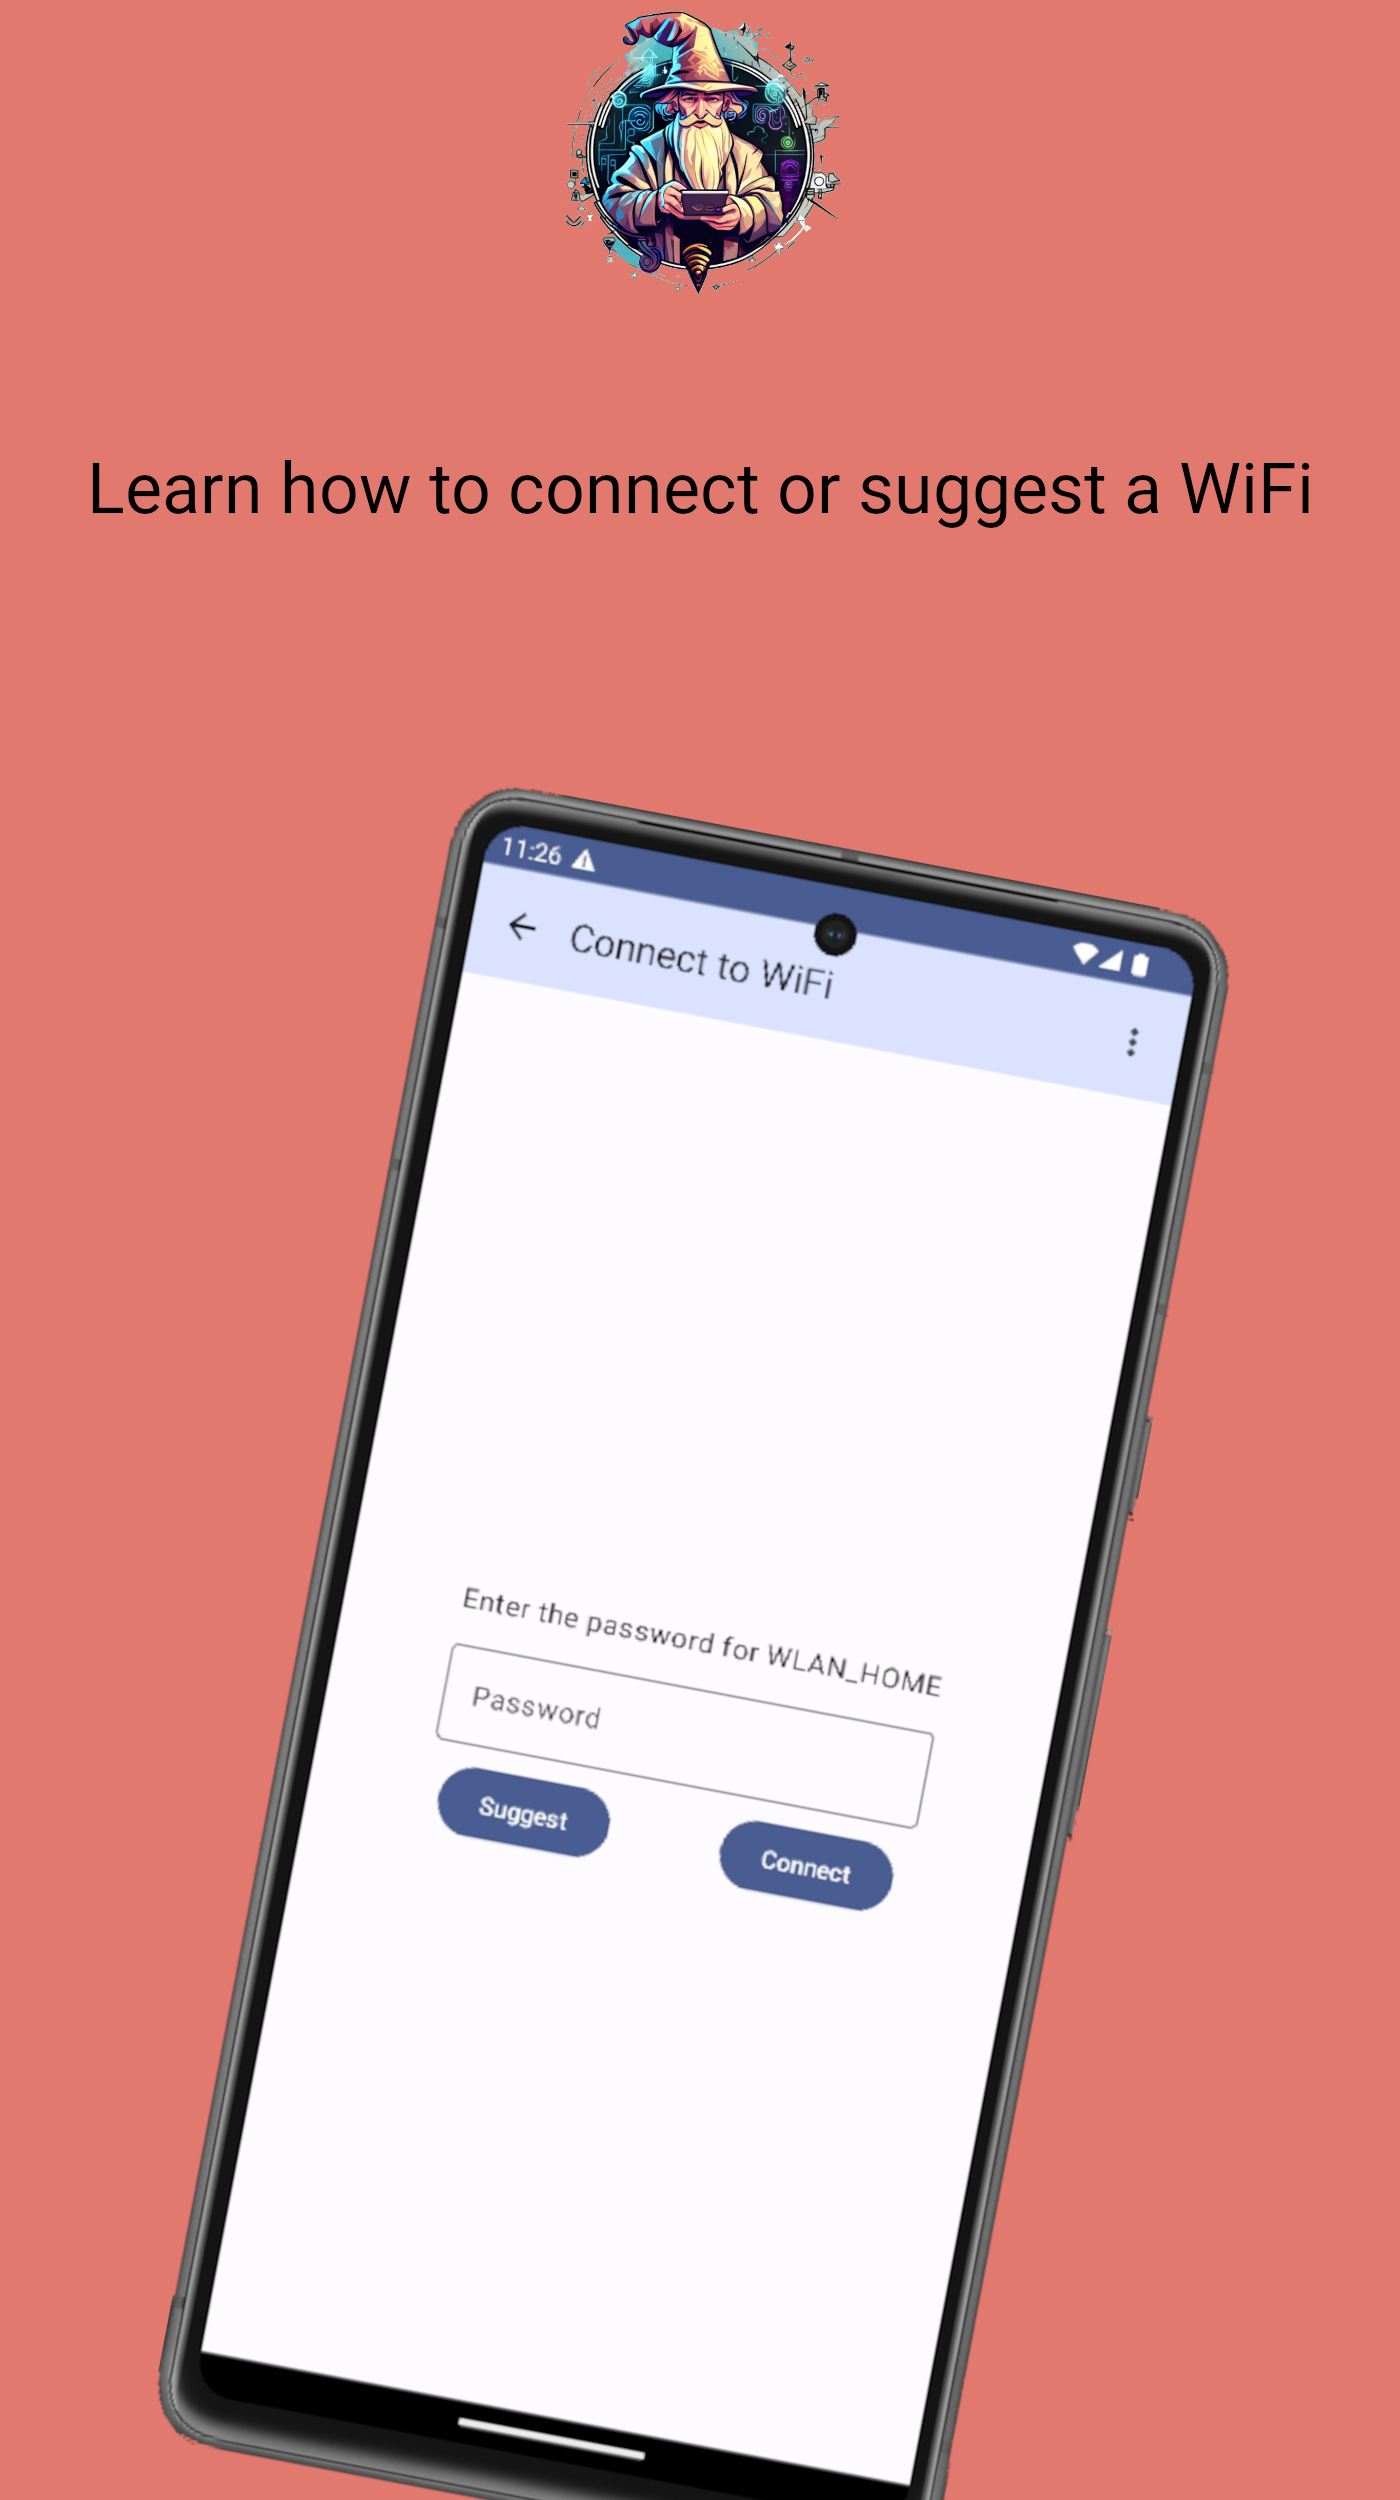 Learn how to connect or suggest a WiFi
11:26
Connect to WiFi
Enter the password for WLAN_HOME
Password
Suggest
Connect